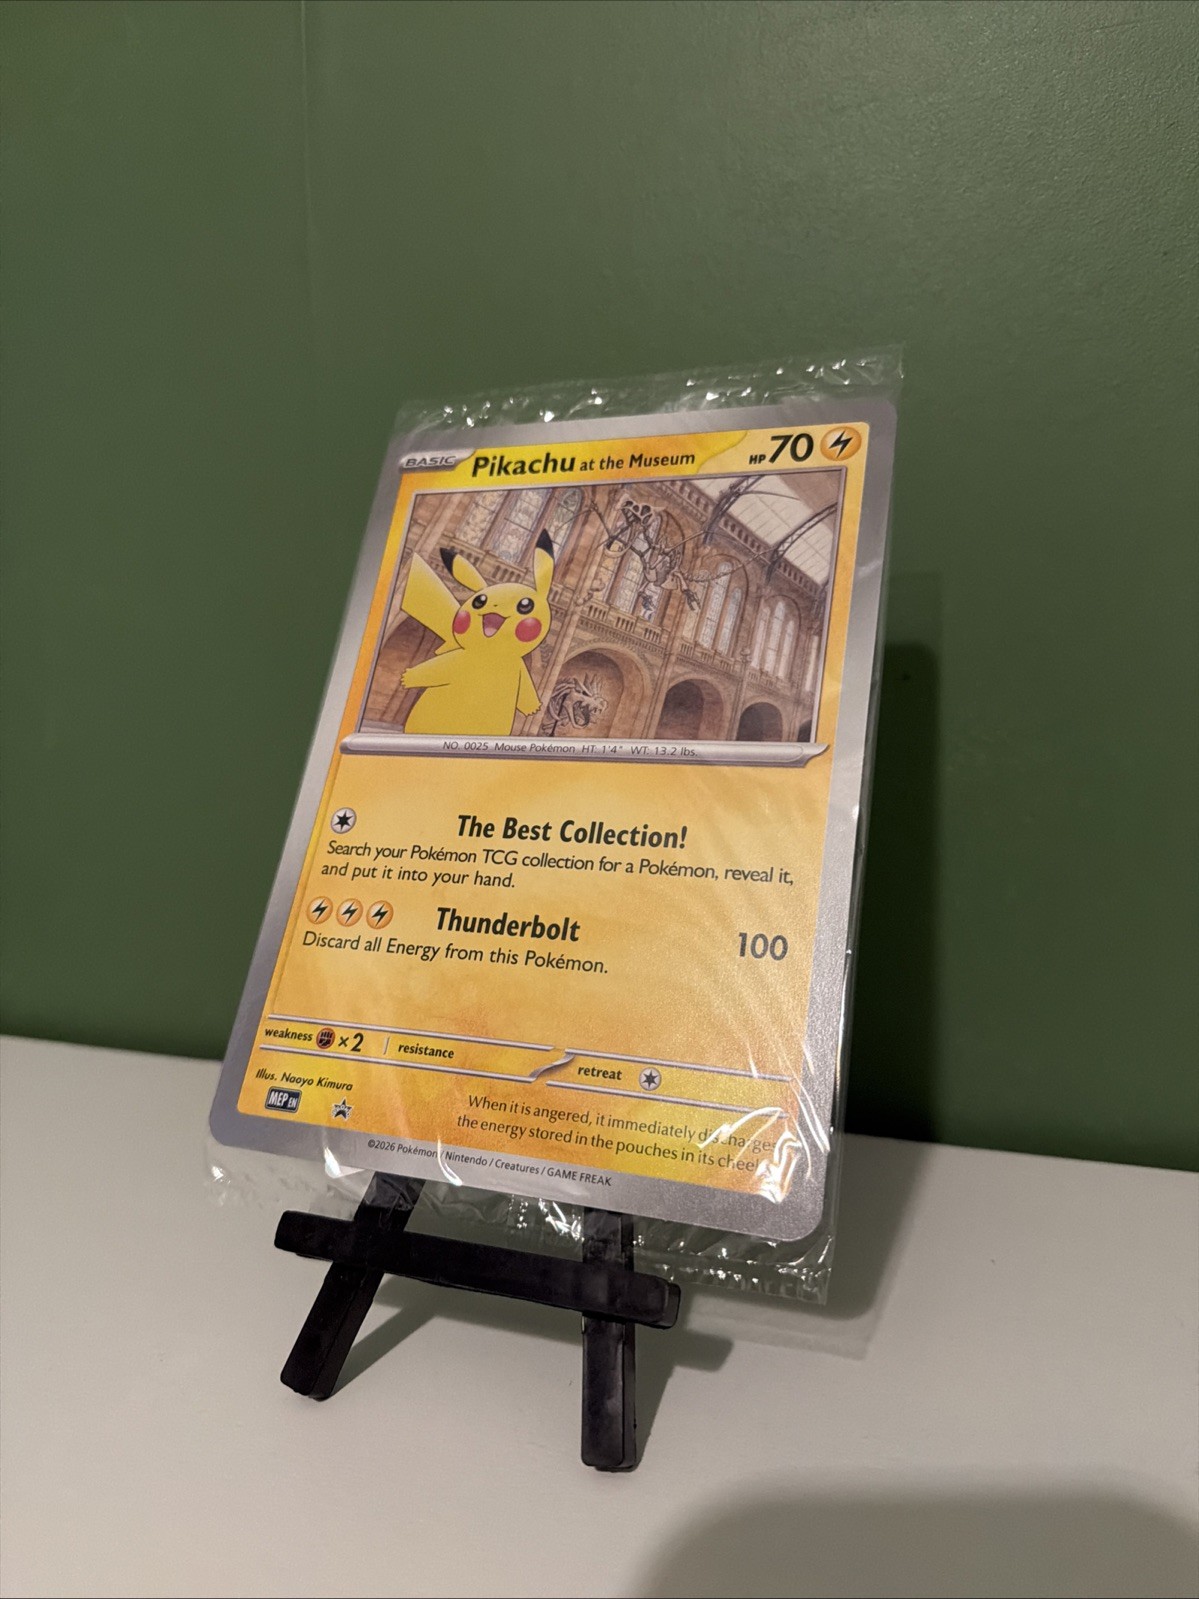 BASIC Pikachu at the Museum HP 70
NO. 0025 Mouse Pokémon HT: 1'4" WT: 13.2 lbs.
The Best Collection!
Search your Pokémon TCG collection for a Pokémon, reveal it,
and put it into your hand.
Thunderbolt 100
Discard all Energy from this Pokémon.
weakness ×2 resistance retreat
Illus. Naoyo Kimura
MEP EN
When it is angered, it immediately discharges
the energy stored in the pouches in its
©2026 Pokémon / Nintendo / Creatures / GAME FREAK